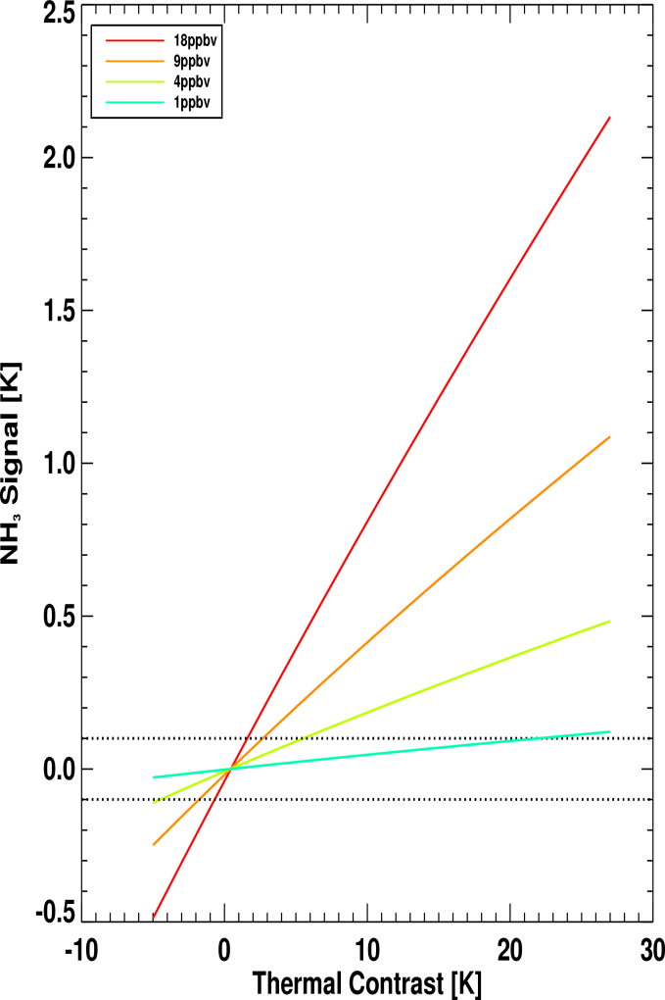 2.5
18ppbv
9ppbv
4ppbv
1ppbv
2.0
1.5
1.0
0.5
0.0
-0.5
NH₃ Signal [K]
-10 0 10 20 30
Thermal Contrast [K]